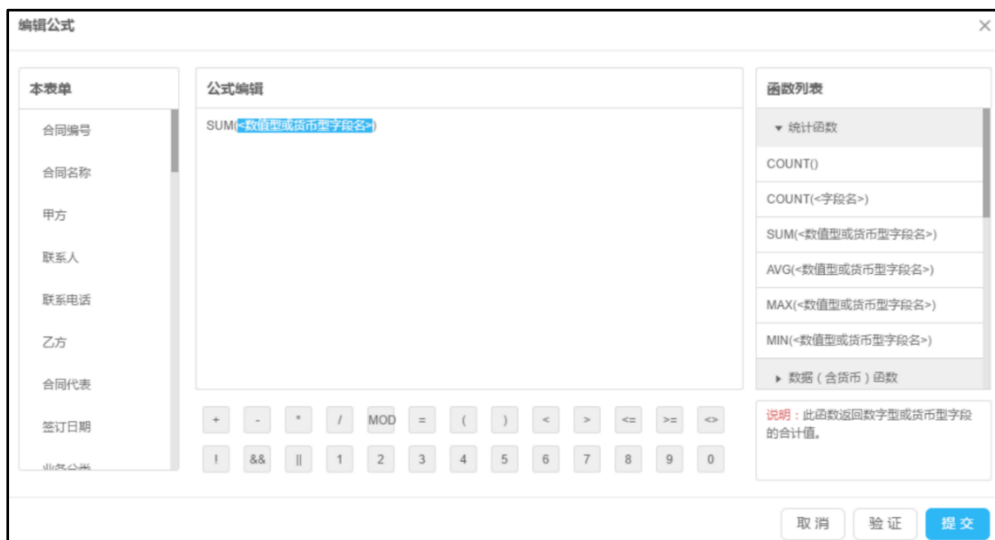 编辑公式
×
本表单
合同编号
合同名称
甲方
联系人
联系电话
乙方
合同代表
签订日期
业务分类
公式编辑
SUM(<数值型或货币型字段名>)
+ - * / MOD = ( ) < > <= >= <>
! && || 1 2 3 4 5 6 7 8 9 0
函数列表
▾ 统计函数
COUNT()
COUNT(<字段名>)
SUM(<数值型或货币型字段名>)
AVG(<数值型或货币型字段名>)
MAX(<数值型或货币型字段名>)
MIN(<数值型或货币型字段名>)
▸ 数据（含货币）函数
说明：此函数返回数字型或货币型字段
的合计值。
取消 验证 提交